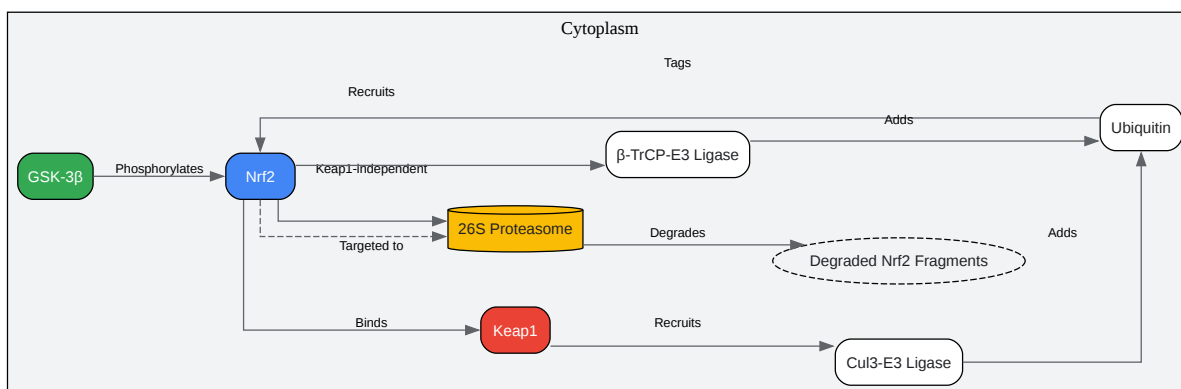 Cytoplasm
Tags
Recruits
Adds
Ubiquitin
β-TrCP-E3 Ligase
GSK-3β
Phosphorylates
Nrf2
Keap1-independent
26S Proteasome
Targeted to
Degrades
Degraded Nrf2 Fragments
Adds
Binds
Keap1
Recruits
Cul3-E3 Ligase